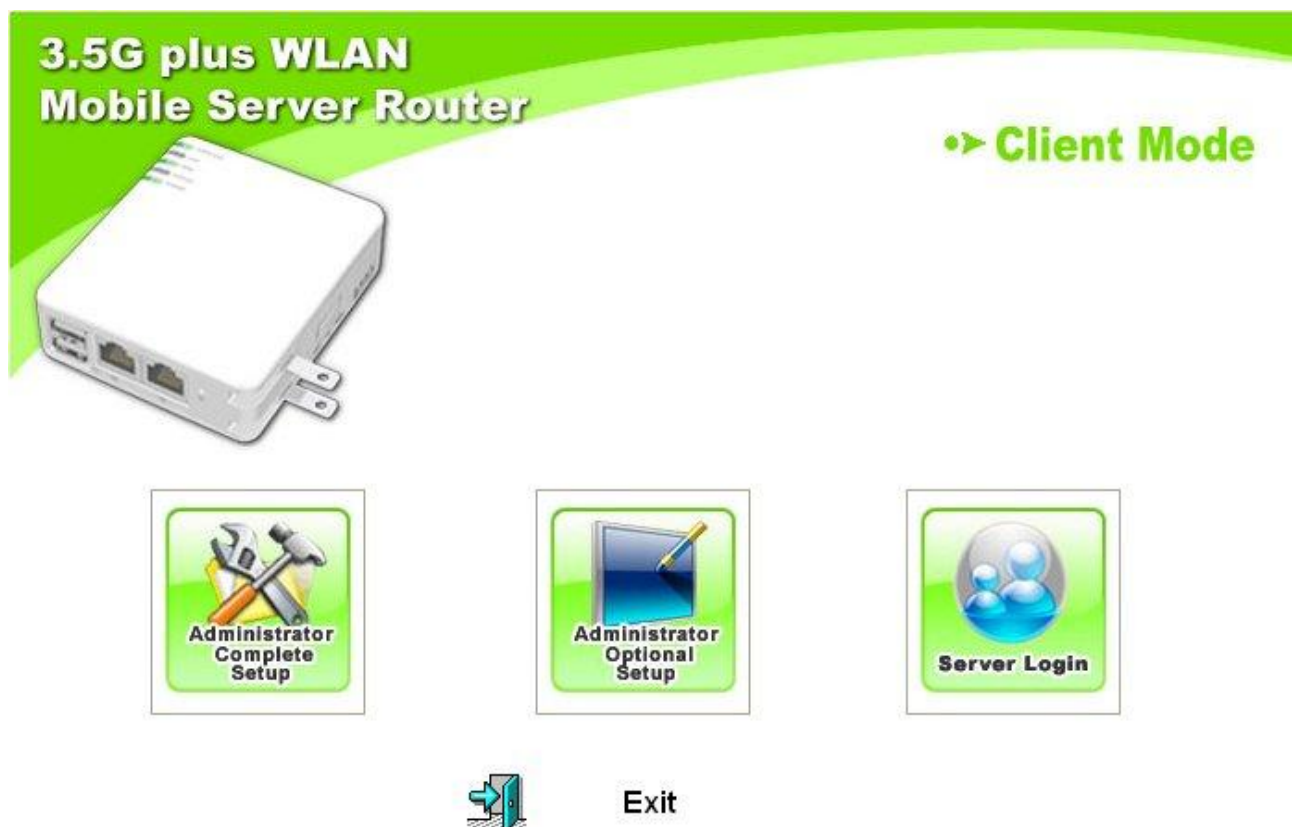 3.5G plus WLAN
Mobile Server Router
Client Mode
Administrator
Complete
Setup
Administrator
Optional
Setup
Server Login
Exit